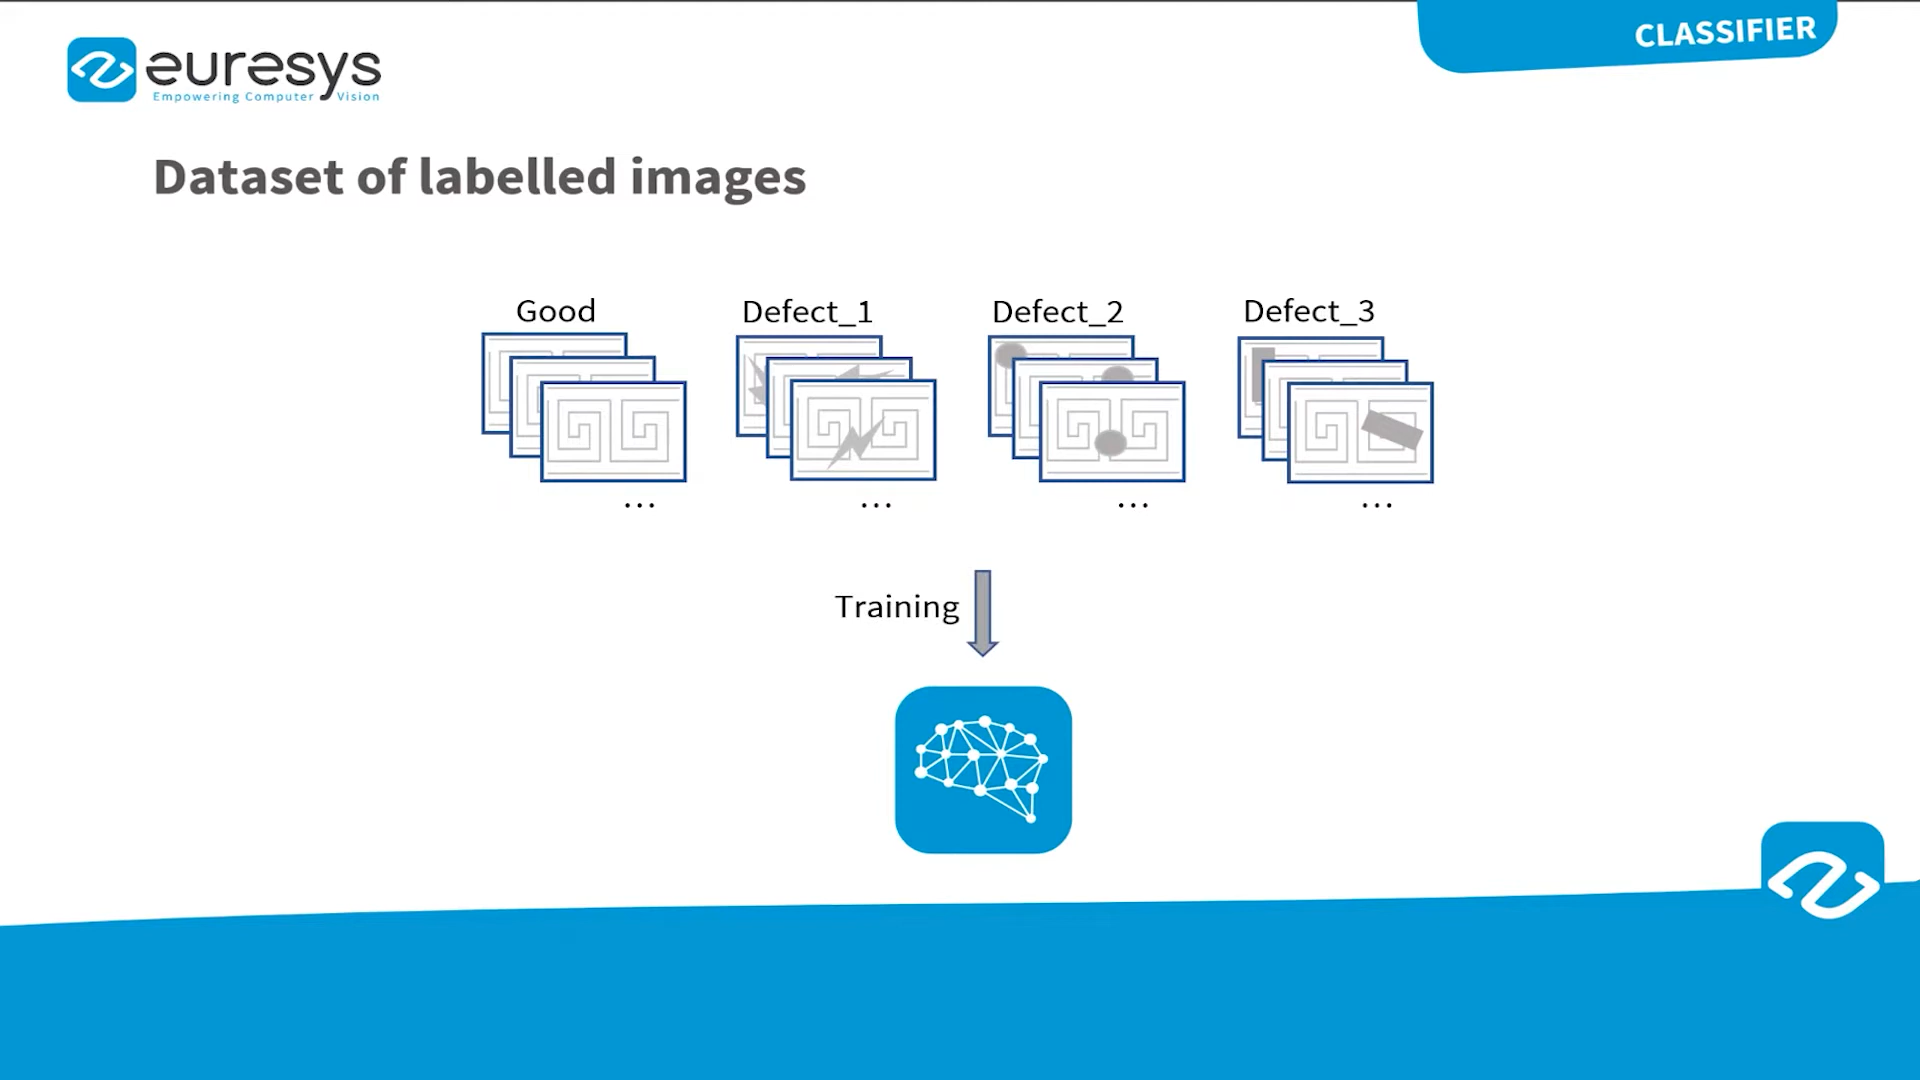 CLASSIFIER
euresys
Empowering Computer Vision
Dataset of labelled images
Good Defect_1 Defect_2 Defect_3
... ... ... ...
Training